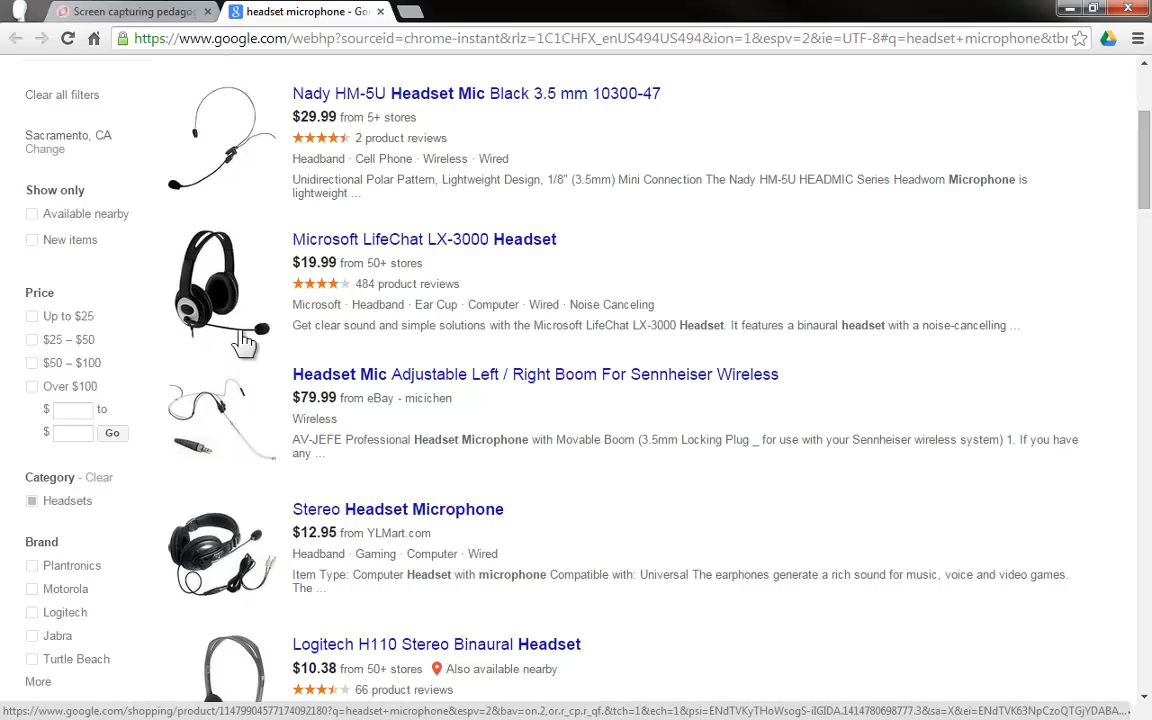 Screen capturing pedagog
headset microphone - Go
https://www.google.com/webhp?sourceid=chrome-instant&rlz=1C1CHFX_enUS494US494&ion=1&espv=2&ie=UTF-8#q=headset+microphone&tb
Clear all filters
Sacramento, CA
Change
Show only
Available nearby
New items
Price
Up to $25
$25 – $50
$50 – $100
Over $100
$ to
$ Go
Category - Clear
Headsets
Brand
Plantronics
Motorola
Logitech
Jabra
Turtle Beach
More
Nady HM-5U Headset Mic Black 3.5 mm 10300-47
$29.99 from 5+ stores
2 product reviews
Headband · Cell Phone · Wireless · Wired
Unidirectional Polar Pattern, Lightweight Design, 1/8" (3.5mm) Mini Connection The Nady HM-5U HEADMIC Series Headworn Microphone is
lightweight ...
Microsoft LifeChat LX-3000 Headset
$19.99 from 50+ stores
484 product reviews
Microsoft · Headband · Ear Cup · Computer · Wired · Noise Canceling
Get clear sound and simple solutions with the Microsoft LifeChat LX-3000 Headset. It features a binaural headset with a noise-cancelling ...
Headset Mic Adjustable Left / Right Boom For Sennheiser Wireless
$79.99 from eBay - micichen
Wireless
AV-JEFE Professional Headset Microphone with Movable Boom (3.5mm Locking Plug _ for use with your Sennheiser wireless system) 1. If you have
any ...
Stereo Headset Microphone
$12.95 from YLMart.com
Headband · Gaming · Computer · Wired
Item Type: Computer Headset with microphone Compatible with: Universal The earphones generate a rich sound for music, voice and video games.
The ...
Logitech H110 Stereo Binaural Headset
$10.38 from 50+ stores Also available nearby
66 product reviews